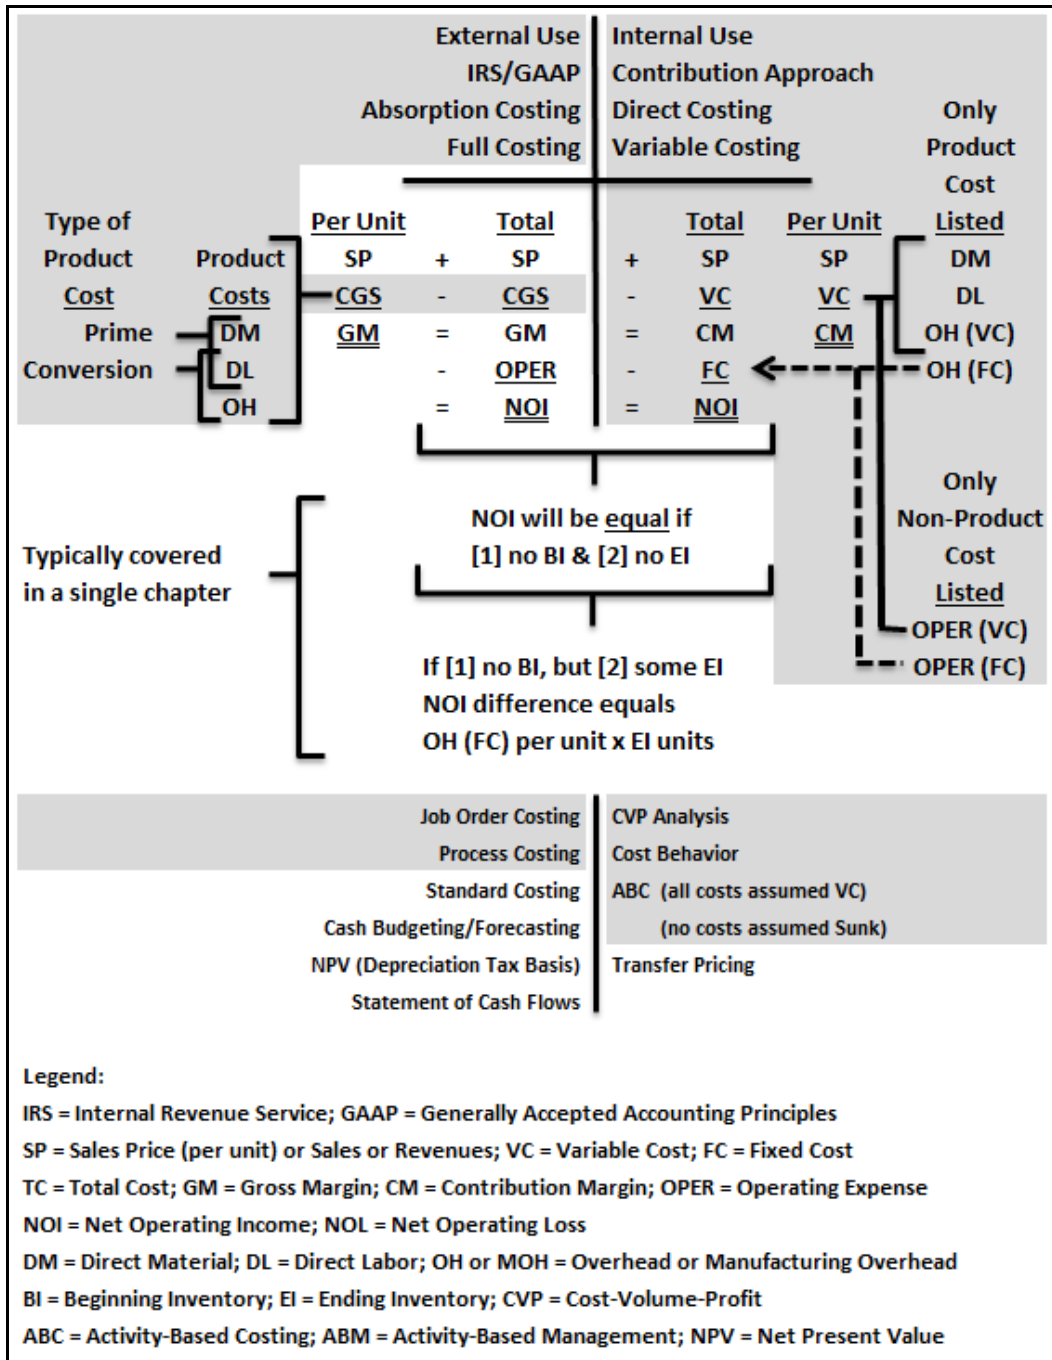 External Use Internal Use
IRS/GAAP Contribution Approach
Absorption Costing Direct Costing Only
Full Costing Variable Costing Product
Cost
Type of Per Unit Total Total Per Unit Listed
Product Product SP + SP + SP SP DM
Cost Costs CGS - CGS - VC VC DL
Prime DM GM = GM = CM CM OH (VC)
Conversion DL - OPER - FC OH (FC)
OH = NOI = NOI
Only
NOI will be equal if Non-Product
Typically covered [1] no BI & [2] no EI Cost
in a single chapter Listed
OPER (VC)
If [1] no BI, but [2] some EI OPER (FC)
NOI difference equals
OH (FC) per unit x EI units
Job Order Costing CVP Analysis
Process Costing Cost Behavior
Standard Costing ABC (all costs assumed VC)
Cash Budgeting/Forecasting (no costs assumed Sunk)
NPV (Depreciation Tax Basis) Transfer Pricing
Statement of Cash Flows
Legend:
IRS = Internal Revenue Service; GAAP = Generally Accepted Accounting Principles
SP = Sales Price (per unit) or Sales or Revenues; VC = Variable Cost; FC = Fixed Cost
TC = Total Cost; GM = Gross Margin; CM = Contribution Margin; OPER = Operating Expense
NOI = Net Operating Income; NOL = Net Operating Loss
DM = Direct Material; DL = Direct Labor; OH or MOH = Overhead or Manufacturing Overhead
BI = Beginning Inventory; EI = Ending Inventory; CVP = Cost-Volume-Profit
ABC = Activity-Based Costing; ABM = Activity-Based Management; NPV = Net Present Value